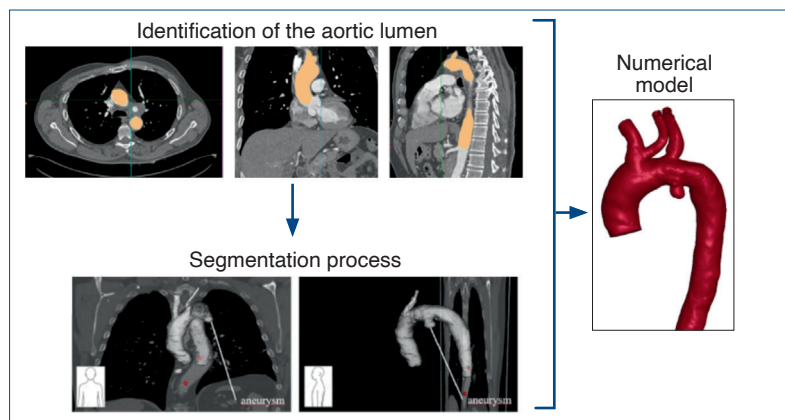 Identification of the aortic lumen
Numerical
model
Segmentation process
aneurysm
aneurysm